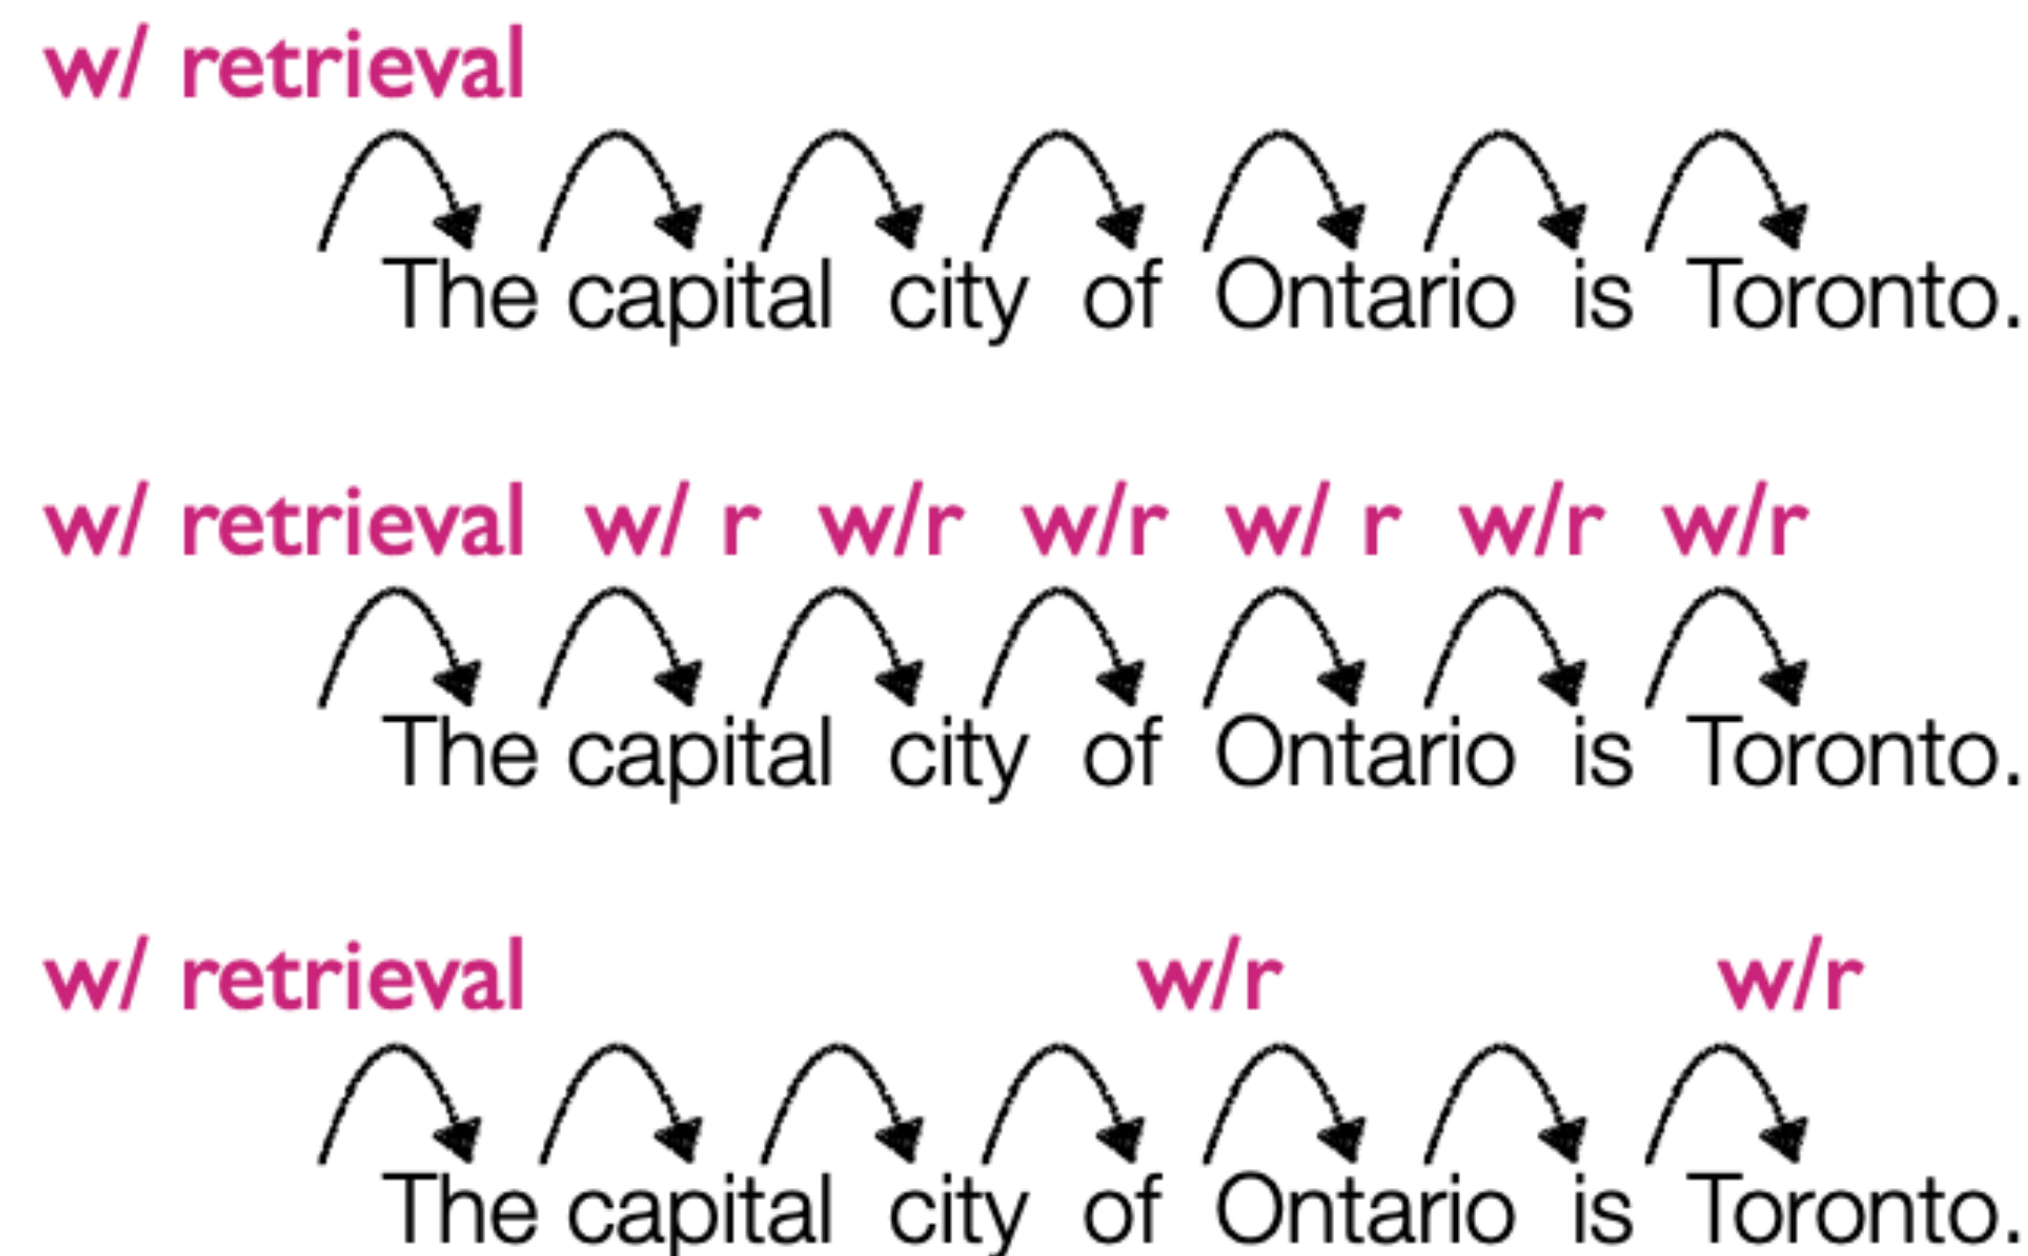 w/ retrieval
The capital city of Ontario is Toronto.
w/ retrieval w/ r w/r w/r w/ r w/r w/r
The capital city of Ontario is Toronto.
w/ retrieval w/r w/r
The capital city of Ontario is Toronto.